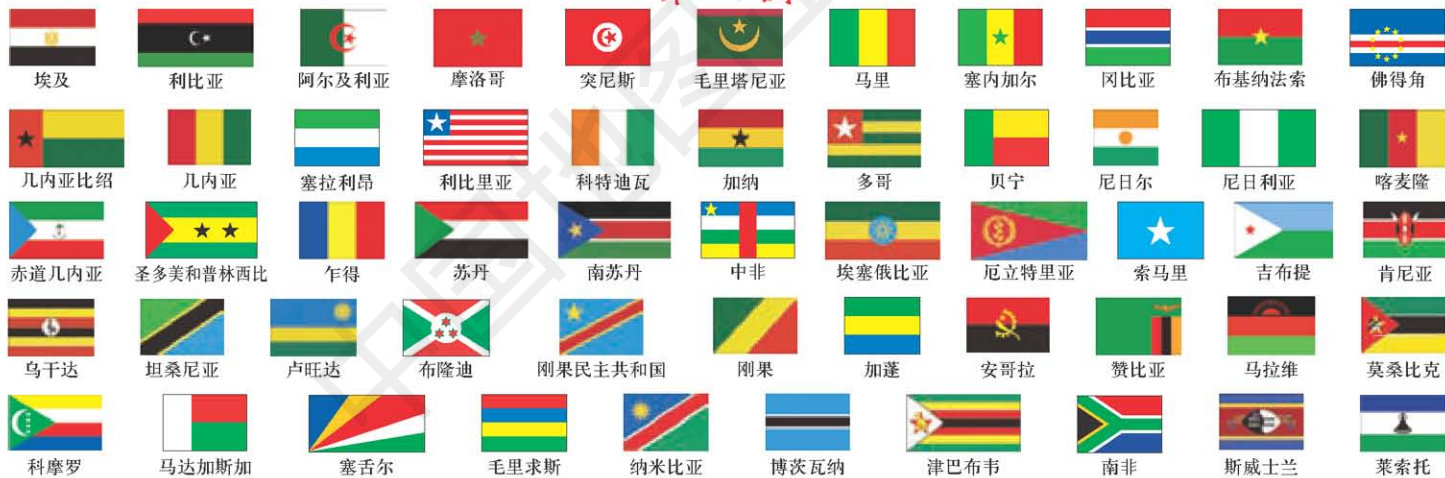 埃及 利比亚 阿尔及利亚 摩洛哥 突尼斯 毛里塔尼亚 马里 塞内加尔 冈比亚 布基纳法索 佛得角
几内亚比绍 几内亚 塞拉利昂 利比里亚 科特迪瓦 加纳 多哥 贝宁 尼日尔 尼日利亚 喀麦隆
赤道几内亚 圣多美和普林西比 乍得 苏丹 南苏丹 中非 埃塞俄比亚 厄立特里亚 索马里 吉布提 肯尼亚
乌干达 坦桑尼亚 卢旺达 布隆迪 刚果民主共和国 刚果 加蓬 安哥拉 赞比亚 马拉维 莫桑比克
科摩罗 马达加斯加 塞舌尔 毛里求斯 纳米比亚 博茨瓦纳 津巴布韦 南非 斯威士兰 莱索托
中国地图